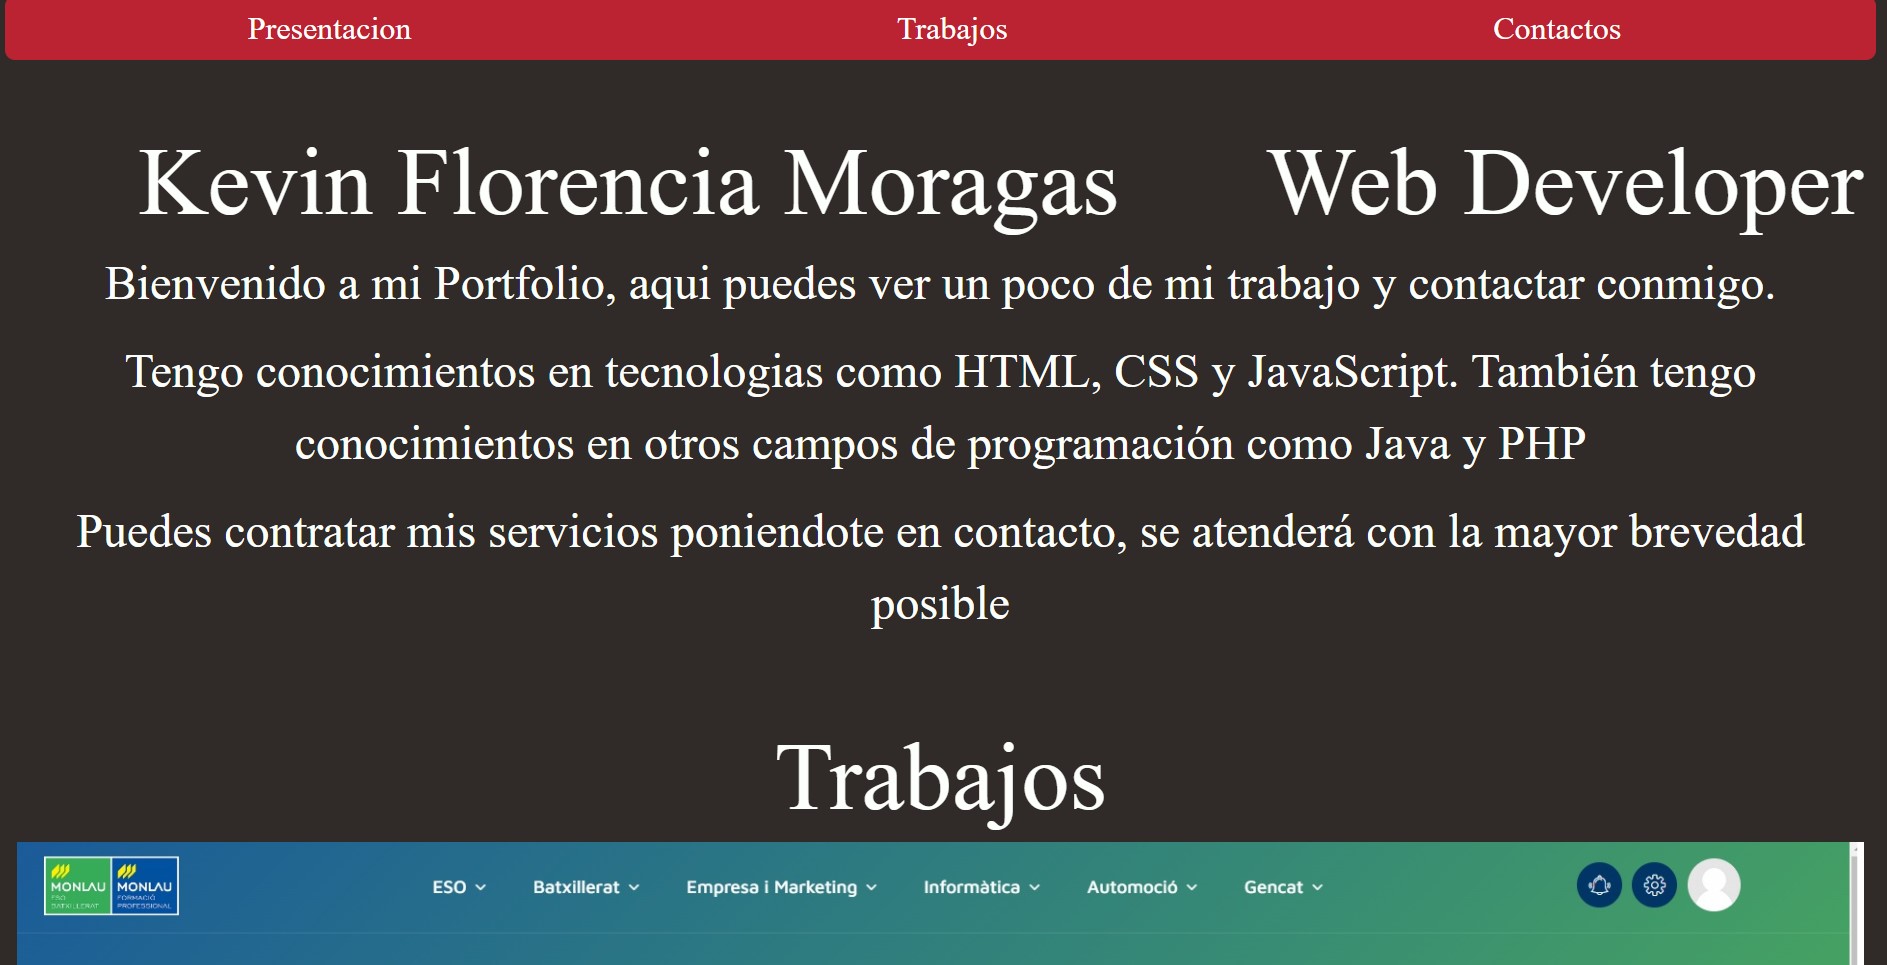 Presentacion Trabajos Contactos
Kevin Florencia Moragas Web Developer
Bienvenido a mi Portfolio, aqui puedes ver un poco de mi trabajo y contactar conmigo.
Tengo conocimientos en tecnologias como HTML, CSS y JavaScript. También tengo
conocimientos en otros campos de programación como Java y PHP
Puedes contratar mis servicios poniendote en contacto, se atenderá con la mayor brevedad
posible
Trabajos
MONLAU
ESO
BATXILLERAT
MONLAU
FORMACIÓ
PROFESSIONAL
ESO Batxillerat Empresa i Marketing Informàtica Automoció Gencat